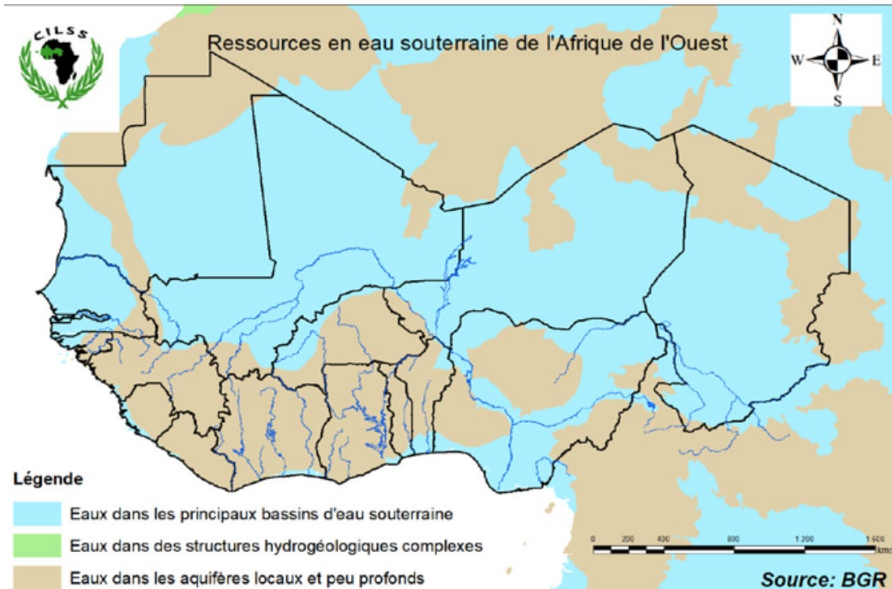 CILSS
Ressources en eau souterraine de l'Afrique de l'Ouest
N
W E
S
Légende
Eaux dans les principaux bassins d'eau souterraine
Eaux dans des structures hydrogéologiques complexes
Eaux dans les aquifères locaux et peu profonds
0 200 400 800 1 200 1 600
kms
Source: BGR